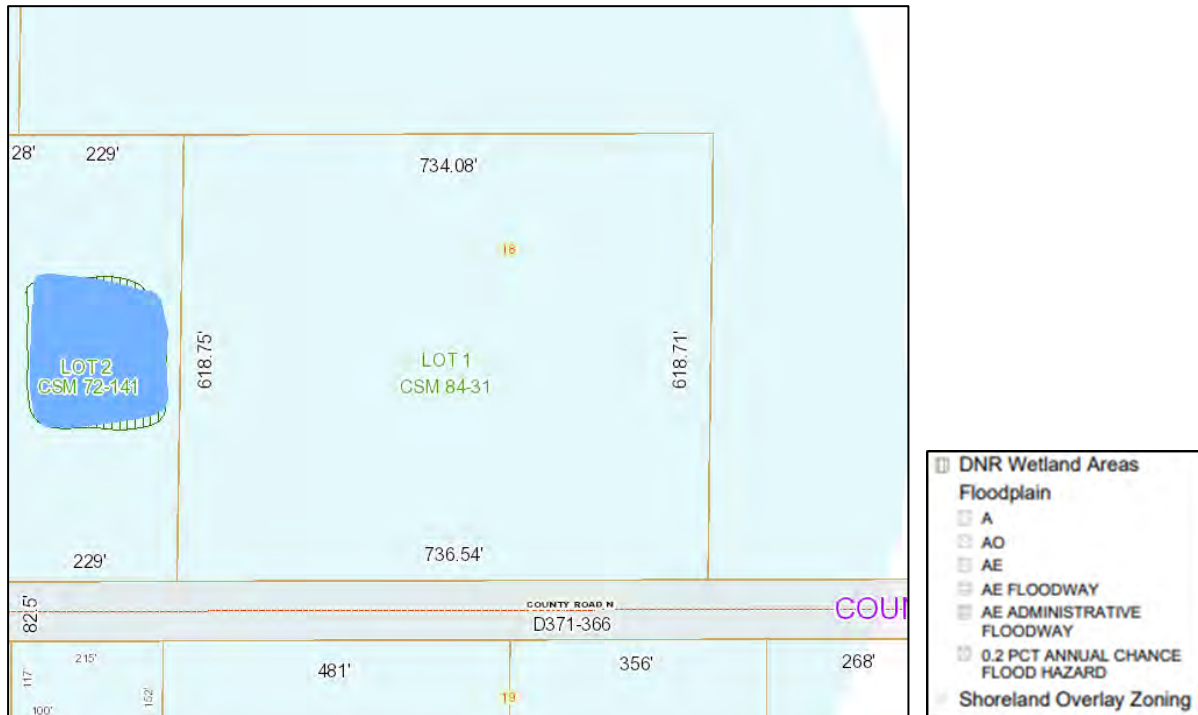 28'
229'
734.08'
18
618.75'
618.71'
LOT 1
CSM 84-31
LOT 2
CSM 72-141
229'
736.54'
82.5'
COUNTY ROAD N
COUN
D371-366
215'
481'
356'
268'
117'
152'
19
100'
DNR Wetland Areas
Floodplain
A
AO
AE
AE FLOODWAY
AE ADMINISTRATIVE
FLOODWAY
0.2 PCT ANNUAL CHANCE
FLOOD HAZARD
Shoreland Overlay Zoning